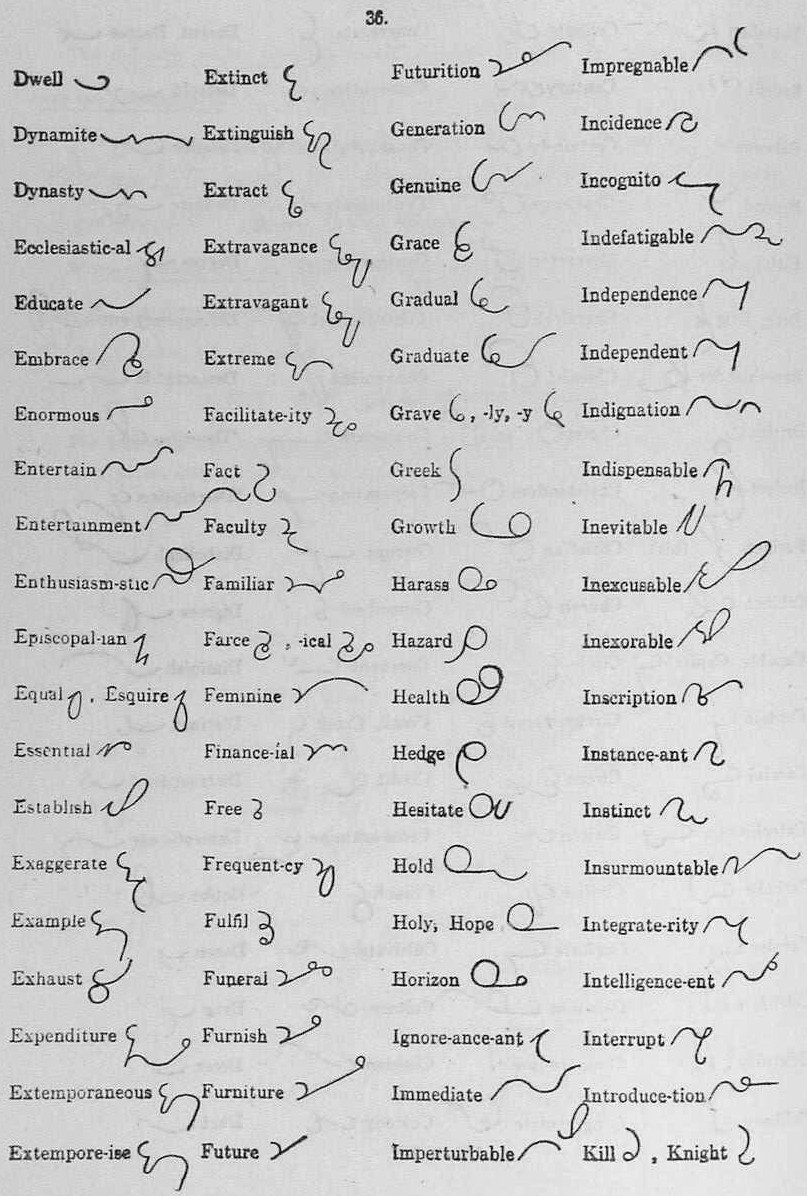 36.
Dwell Extinct Futurition Impregnable
Dynamite Extinguish Generation Incidence
Dynasty Extract Genuine Incognito
Ecclesiastic-al Extravagance Grace Indefatigable
Educate Extravagant Gradual Independence
Embrace Extreme Graduate Independent
Enormous Facilitate-ity Grave , -ly, -y Indignation
Entertain Fact Greek Indispensable
Entertainment Faculty Growth Inevitable
Enthusiasm-stic Familiar Harass Inexcusable
Episcopal-ian Farce , -ical Hazard Inexorable
Equal , Esquire Feminine Health Inscription
Essential Finance-ial Hedge Instance-ant
Establish Free Hesitate Instinct
Exaggerate Frequent-cy Hold Insurmountable
Example Fulfil Holy, Hope Integrate-rity
Exhaust Funeral Horizon Intelligence-ent
Expenditure Furnish Ignore-ance-ant Interrupt
Extemporaneous Furniture Immediate Introduce-tion
Extempore-ise Future Imperturbable Kill , Knight